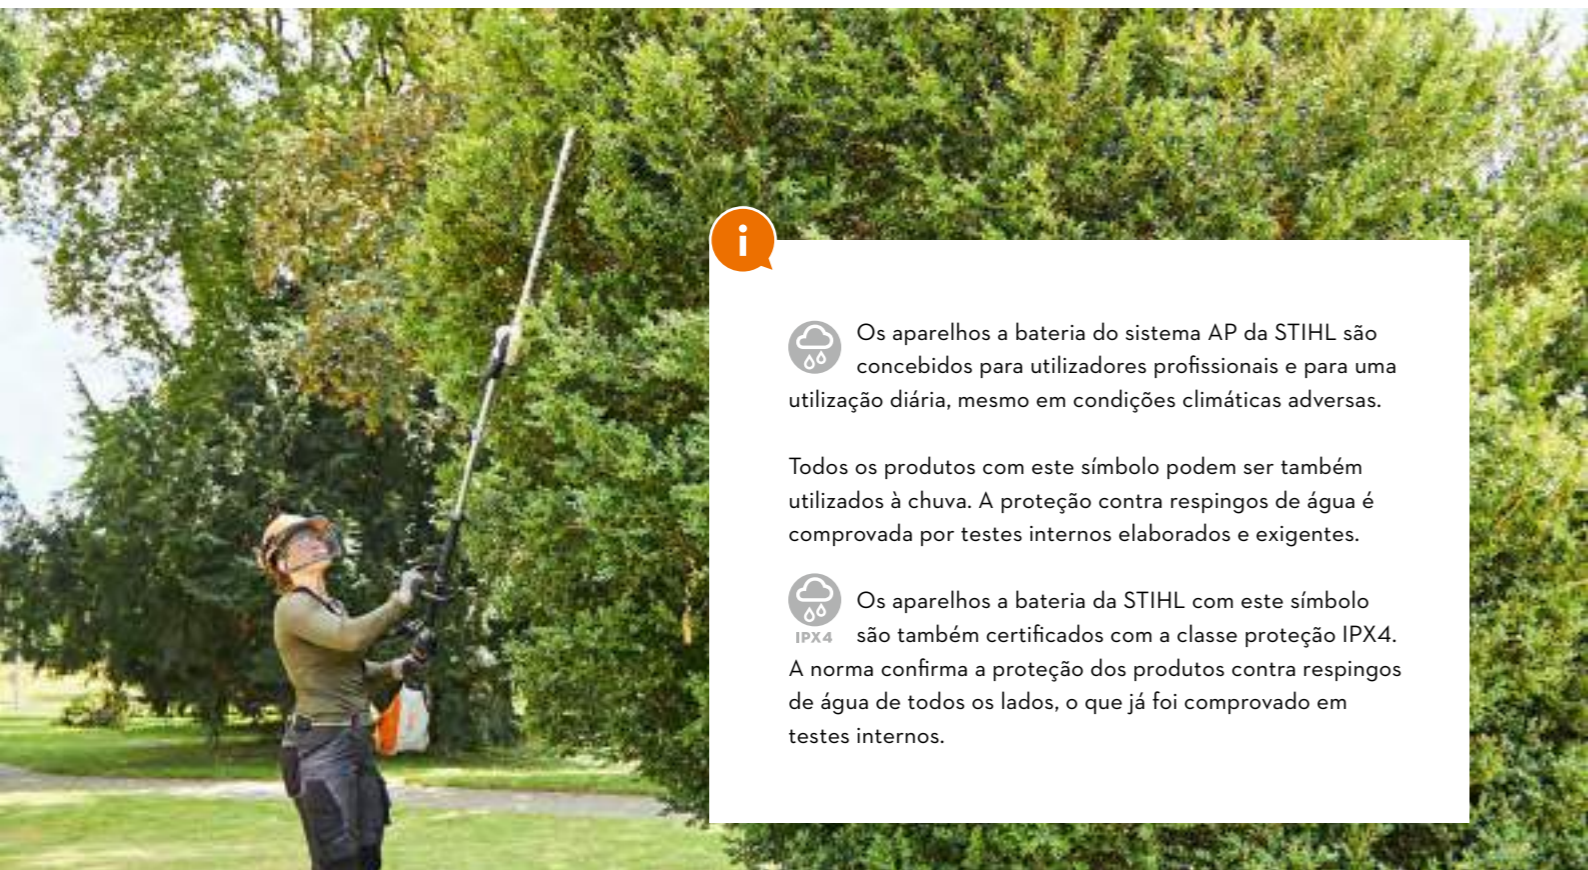 i
Os aparelhos a bateria do sistema AP da STIHL são
concebidos para utilizadores profissionais e para uma
utilização diária, mesmo em condições climáticas adversas.
Todos os produtos com este símbolo podem ser também
utilizados à chuva. A proteção contra respingos de água é
comprovada por testes internos elaborados e exigentes.
Os aparelhos a bateria da STIHL com este símbolo
IPX4 são também certificados com a classe proteção IPX4.
A norma confirma a proteção dos produtos contra respingos
de água de todos os lados, o que já foi comprovado em
testes internos.